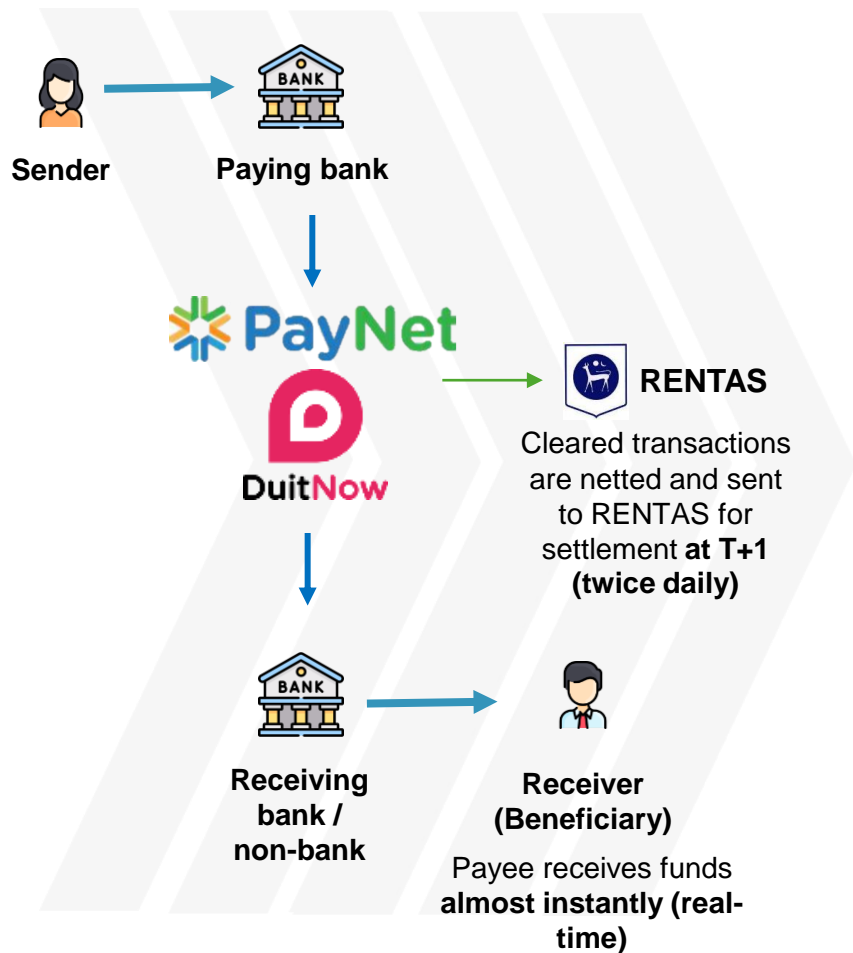 BANK
Sender
Paying bank
PayNet
DuitNow
RENTAS
Cleared transactions
are netted and sent
to RENTAS for
settlement at T+1
(twice daily)
BANK
Receiving
bank /
non-bank
Receiver
(Beneficiary)
Payee receives funds
almost instantly (real-
time)